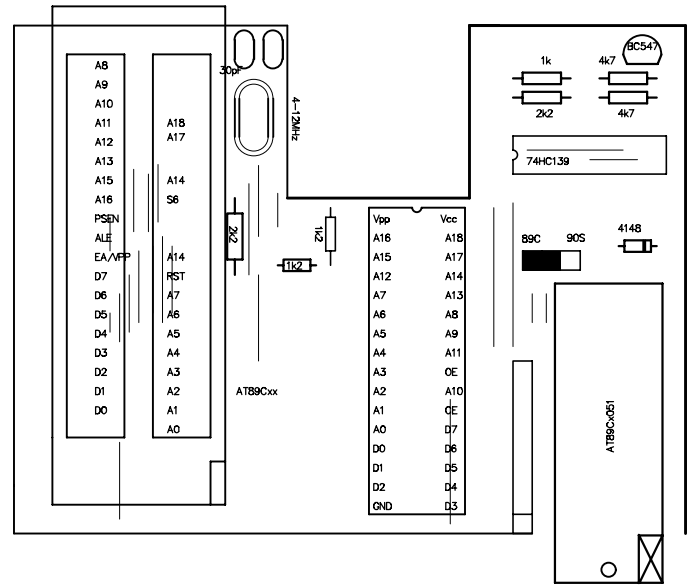 BC547
1k 4k7
30pF
2k2 4k7
4-12MHz
74HC139
A8
A9
A10
A11
A12
A13
A15
A16
PSEN
ALE
EA/VPP
D7
D6
D5
D4
D3
D2
D1
D0
A18
A17
A14
S6
A14
RST
A7
A6
A5
A4
A3
A2
A1
A0
2k2
1k2
1k2
AT89Cxx
Vpp Vcc
A16 A18
A15 A17
A12 A14
A7 A13
A6 A8
A5 A9
A4 A11
A3 OE
A2 A10
A1 CE
A0 D7
D0 D6
D1 D5
D2 D4
GND D3
89C 90S
4148
AT89Cx051